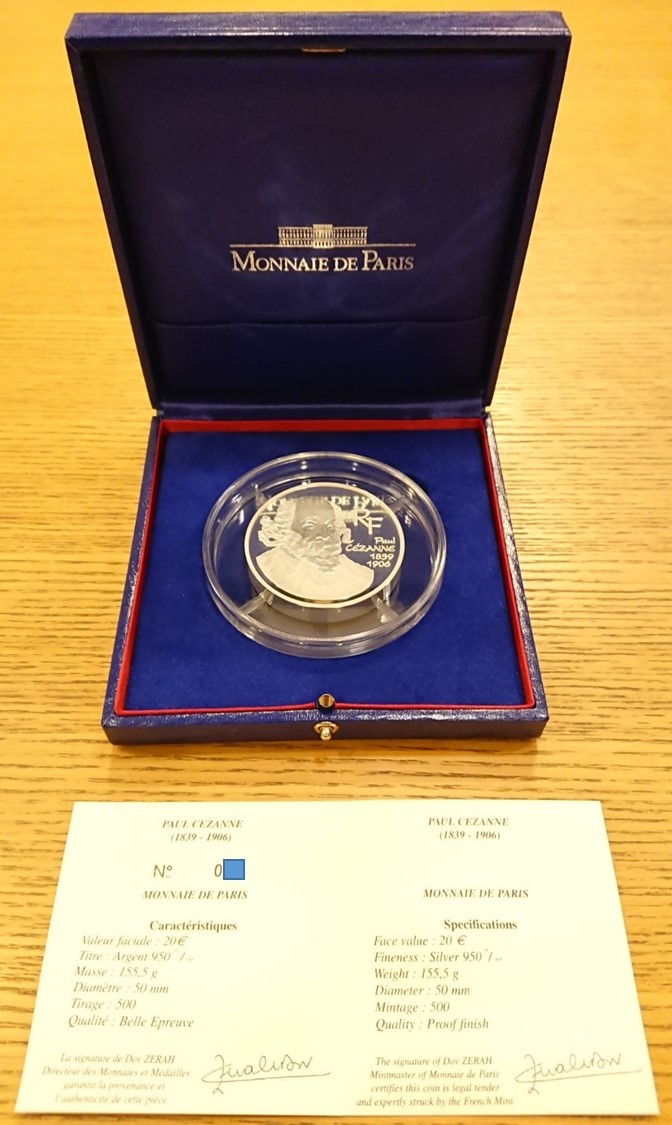 MONNAIE DE PARIS
RF
Paul
CÉZANNE
1839
1906
PAUL CEZANNE
(1839 - 1906)
Nº 0
MONNAIE DE PARIS
Caractéristiques
Valeur faciale : 20 €
Titre : Argent 950 °/
Masse : 155,5 g
Diamètre : 50 mm
Tirage : 500
Qualité : Belle Epreuve
La signature de Dov ZERAH
Directeur des Monnaies et Médailles
garantit la provenance et
l'authenticité de cette pièce
PAUL CEZANNE
(1839 - 1906)
MONNAIE DE PARIS
Specifications
Face value : 20 €
Fineness : Silver 950 °/
Weight : 155,5 g
Diameter : 50 mm
Mintage : 500
Quality : Proof finish
The signature of Dov ZERAH
Mintmaster of Monnaie de Paris
certifies this coin is legal tender
and expertly struck by the French Mint.